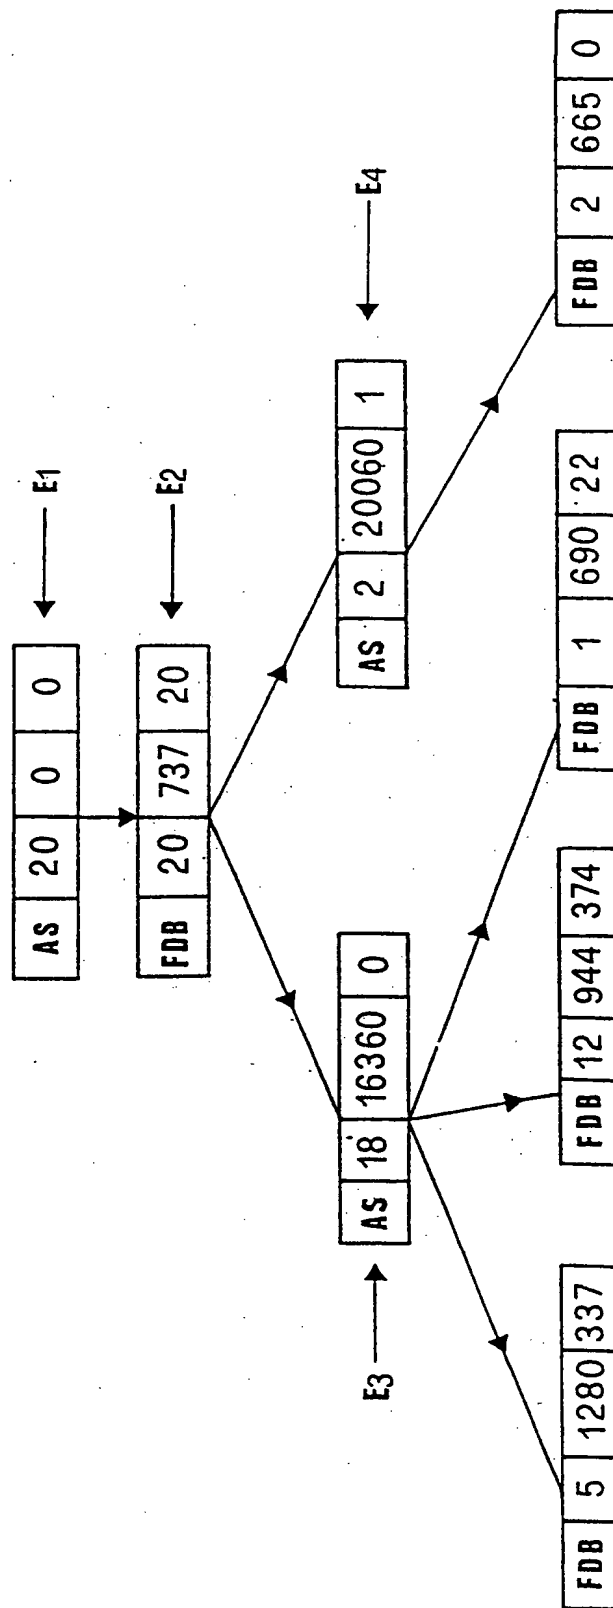 AS 20 0 0
E1
FDB 20 737 20
E2
E3
AS 18 16360 0
AS 2 20060 1
E4
FDB 5 1280 337
FDB 12 944 374
FDB 1 690 22
FDB 2 665 0